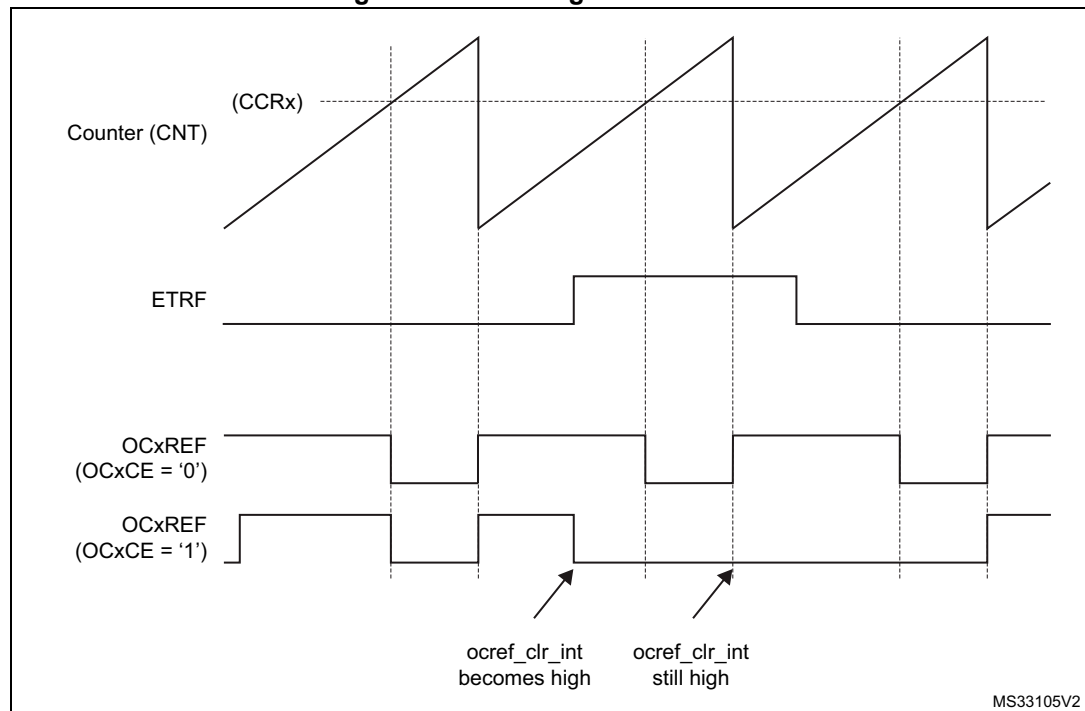 (CCRx)
Counter (CNT)
ETRF
OCxREF
(OCxCE = ‘0’)
OCxREF
(OCxCE = ‘1’)
ocref_clr_int
becomes high
ocref_clr_int
still high
MS33105V2